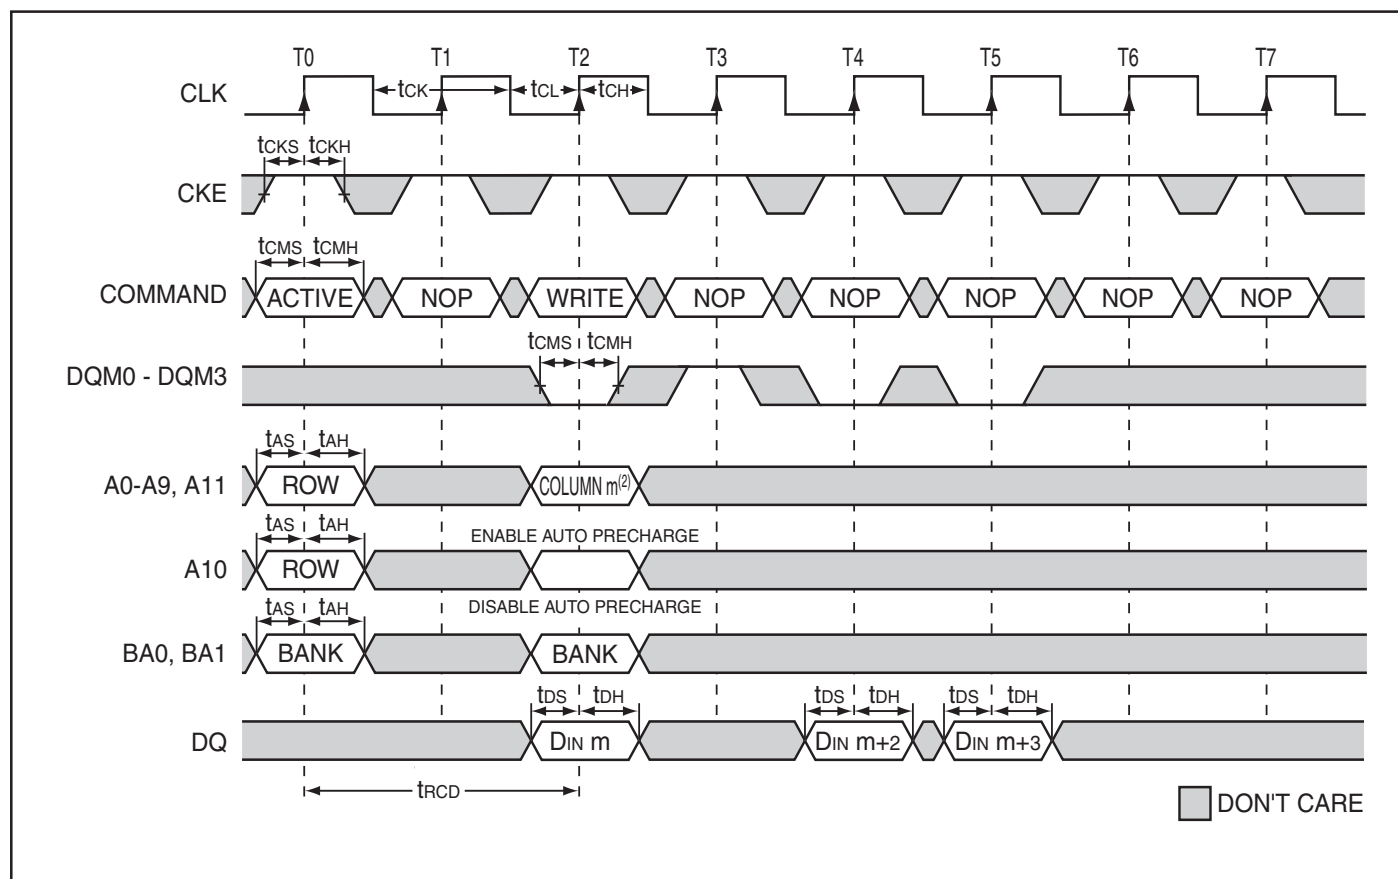 T0 T1 T2 T3 T4 T5 T6 T7
CLK tCK tCL tCH
tCKS tCKH
CKE
tCMS tCMH
COMMAND ACTIVE NOP WRITE NOP NOP NOP NOP NOP
tCMS tCMH
DQM0 - DQM3
tAS tAH
A0-A9, A11 ROW COLUMN m(2)
tAS tAH ENABLE AUTO PRECHARGE
A10 ROW
tAS tAH DISABLE AUTO PRECHARGE
BA0, BA1 BANK BANK
tDS tDH tDS tDH tDS tDH
DQ DIN m DIN m+2 DIN m+3
tRCD
DON'T CARE